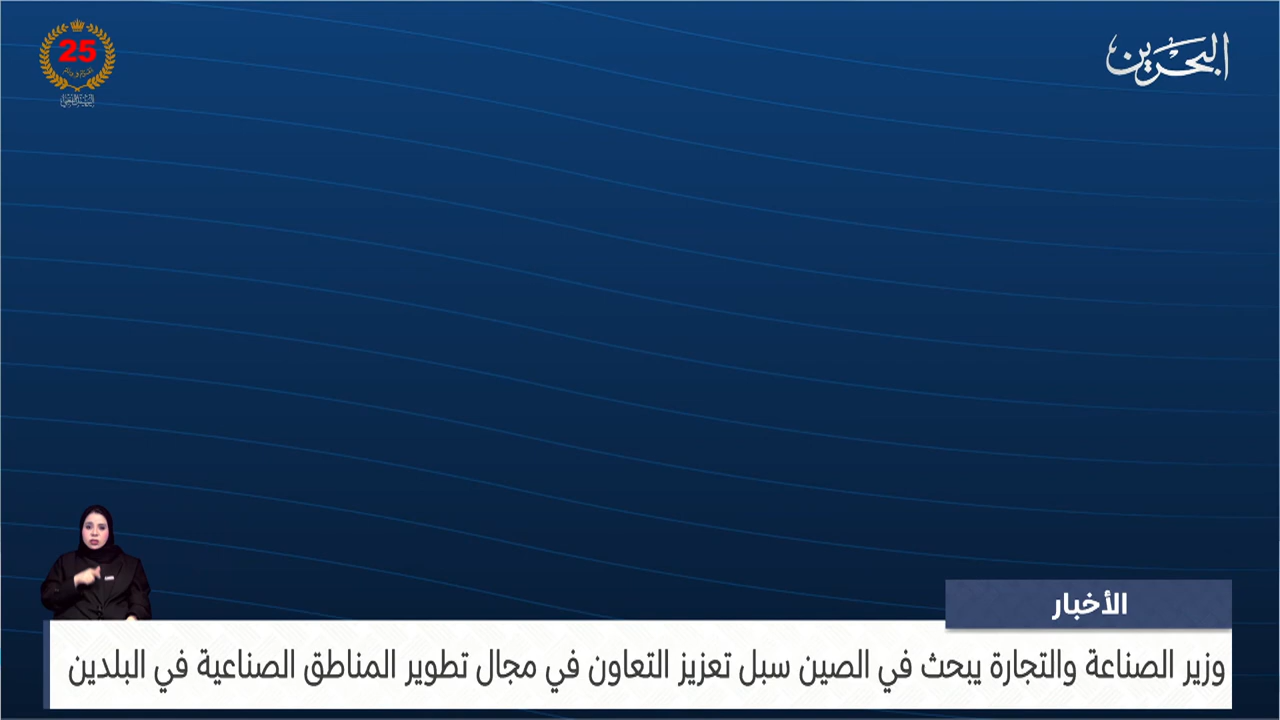 البحرين
25
الأخبار
وزير الصناعة والتجارة يبحث في الصين سبل تعزيز التعاون في مجال تطوير المناطق الصناعية في البلدين